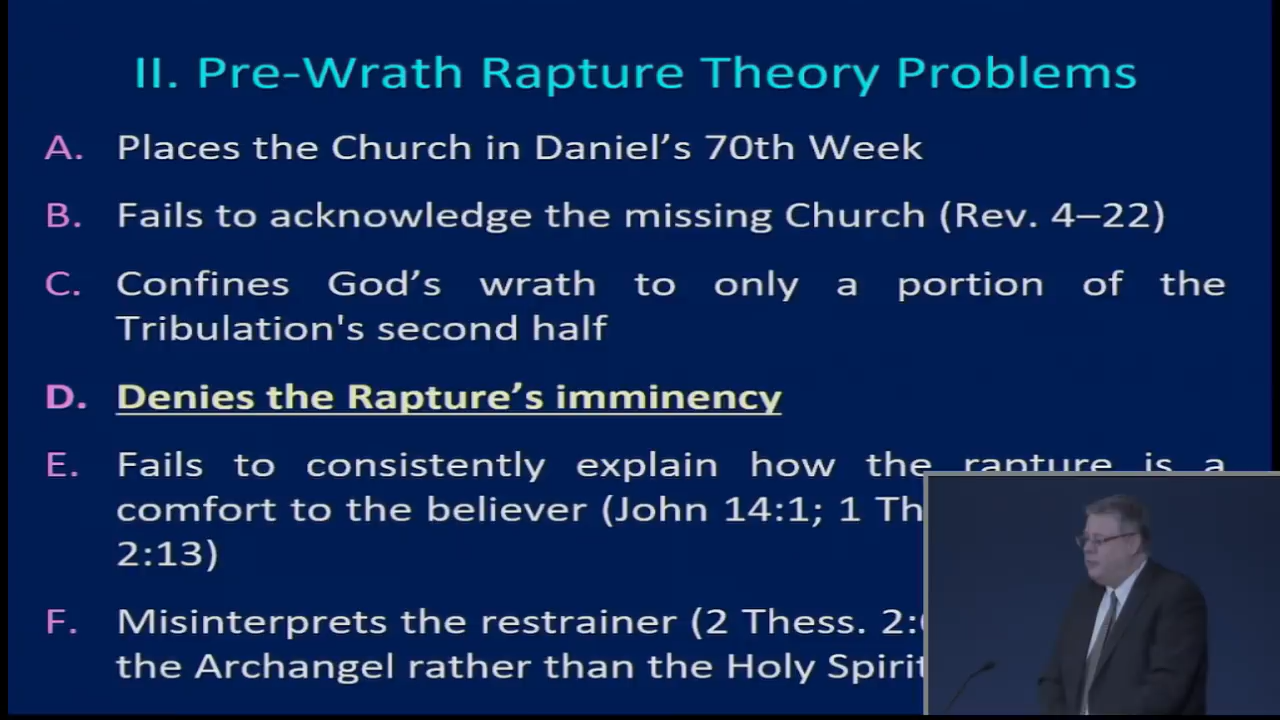 II. Pre-Wrath Rapture Theory Problems
A. Places the Church in Daniel’s 70th Week
B. Fails to acknowledge the missing Church (Rev. 4–22)
C. Confines God’s wrath to only a portion of the
Tribulation's second half
D. Denies the Rapture’s imminency
E. Fails to consistently explain how the rapture is a
comfort to the believer (John 14:1; 1 Th
2:13)
F. Misinterprets the restrainer (2 Thess. 2:
the Archangel rather than the Holy Spirit